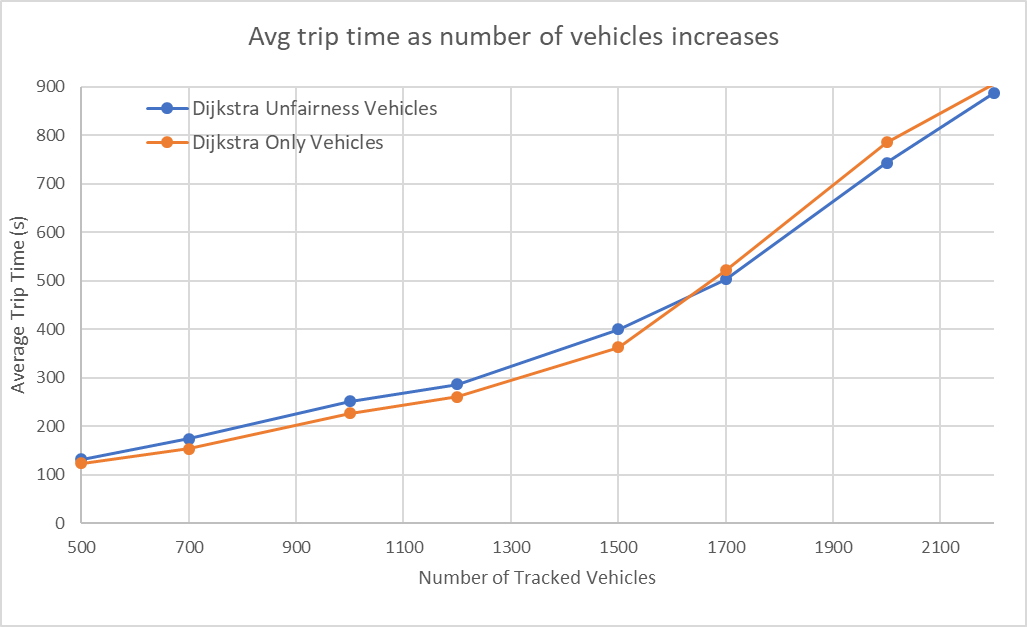 Avg trip time as number of vehicles increases
Dijkstra Unfairness Vehicles
Dijkstra Only Vehicles
900
800
700
600
500
400
300
200
100
0
Average Trip Time (s)
500 700 900 1100 1300 1500 1700 1900 2100
Number of Tracked Vehicles